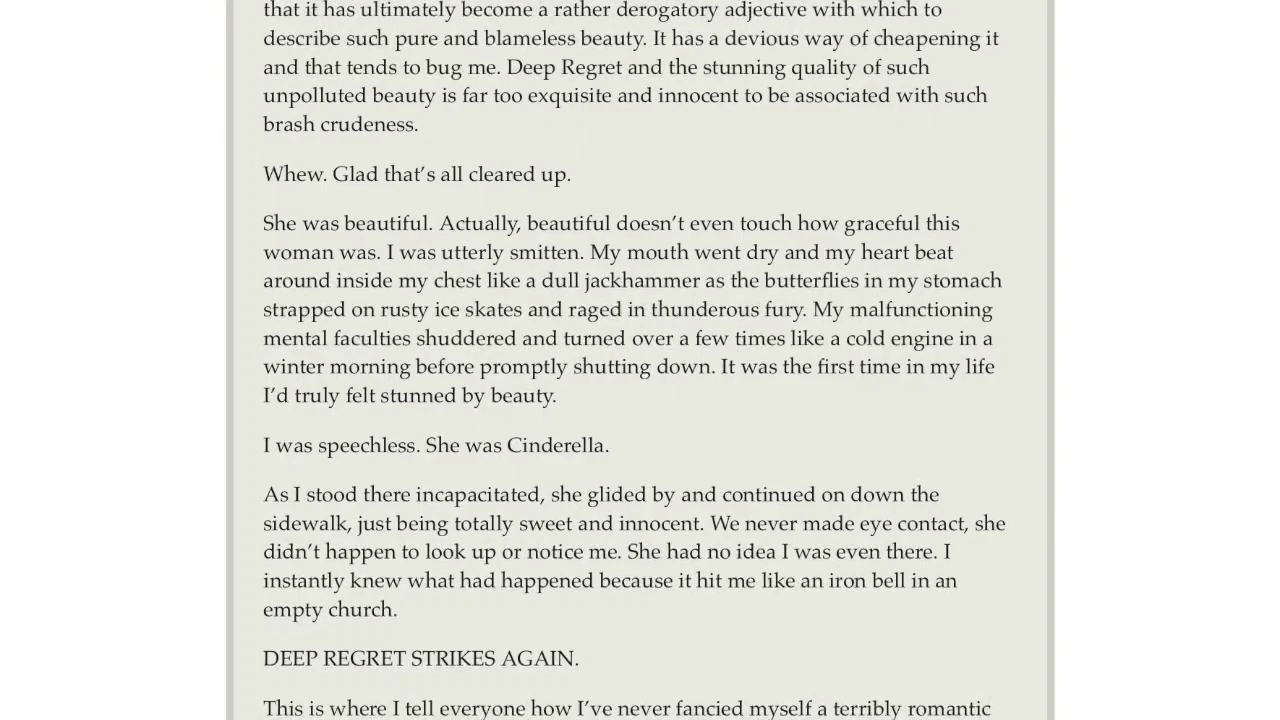 that it has ultimately become a rather derogatory adjective with which to
describe such pure and blameless beauty. It has a devious way of cheapening it
and that tends to bug me. Deep Regret and the stunning quality of such
unpolluted beauty is far too exquisite and innocent to be associated with such
brash crudeness.
Whew. Glad that’s all cleared up.
She was beautiful. Actually, beautiful doesn’t even touch how graceful this
woman was. I was utterly smitten. My mouth went dry and my heart beat
around inside my chest like a dull jackhammer as the butterflies in my stomach
strapped on rusty ice skates and raged in thunderous fury. My malfunctioning
mental faculties shuddered and turned over a few times like a cold engine in a
winter morning before promptly shutting down. It was the first time in my life
I’d truly felt stunned by beauty.
I was speechless. She was Cinderella.
As I stood there incapacitated, she glided by and continued on down the
sidewalk, just being totally sweet and innocent. We never made eye contact, she
didn’t happen to look up or notice me. She had no idea I was even there. I
instantly knew what had happened because it hit me like an iron bell in an
empty church.
DEEP REGRET STRIKES AGAIN.
This is where I tell everyone how I’ve never fancied myself a terribly romantic